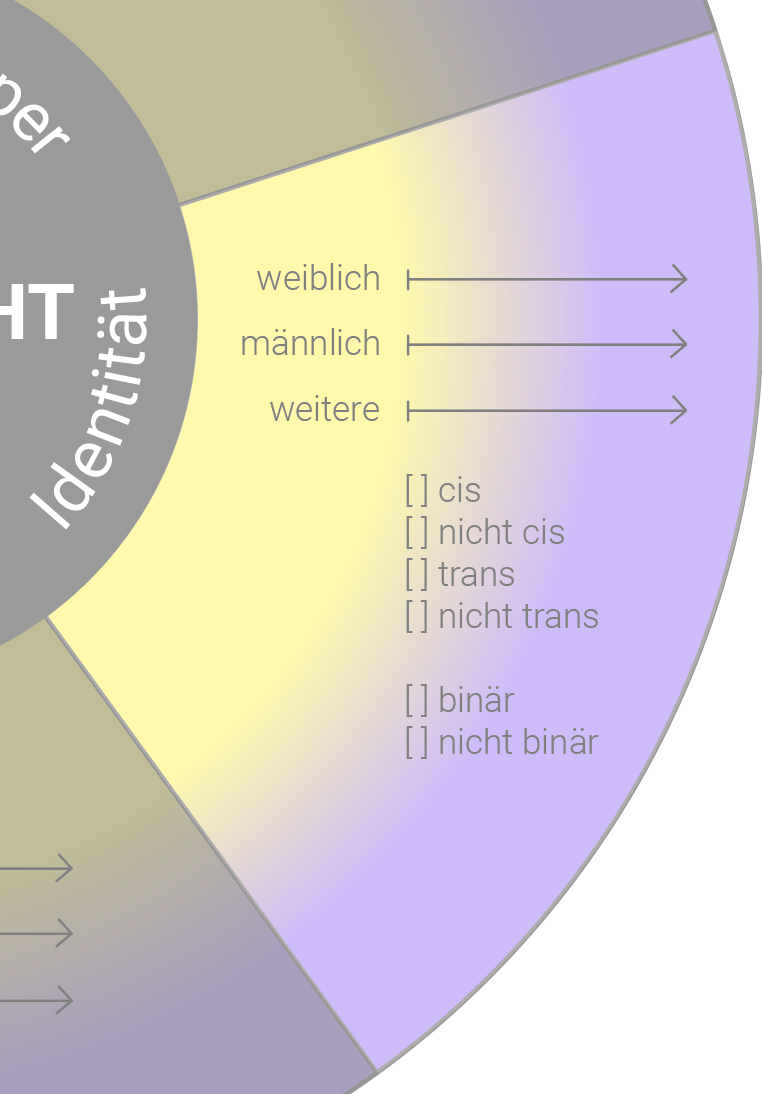 per
HT
Identität
weiblich
männlich
weitere
[ ] cis
[ ] nicht cis
[ ] trans
[ ] nicht trans
[ ] binär
[ ] nicht binär